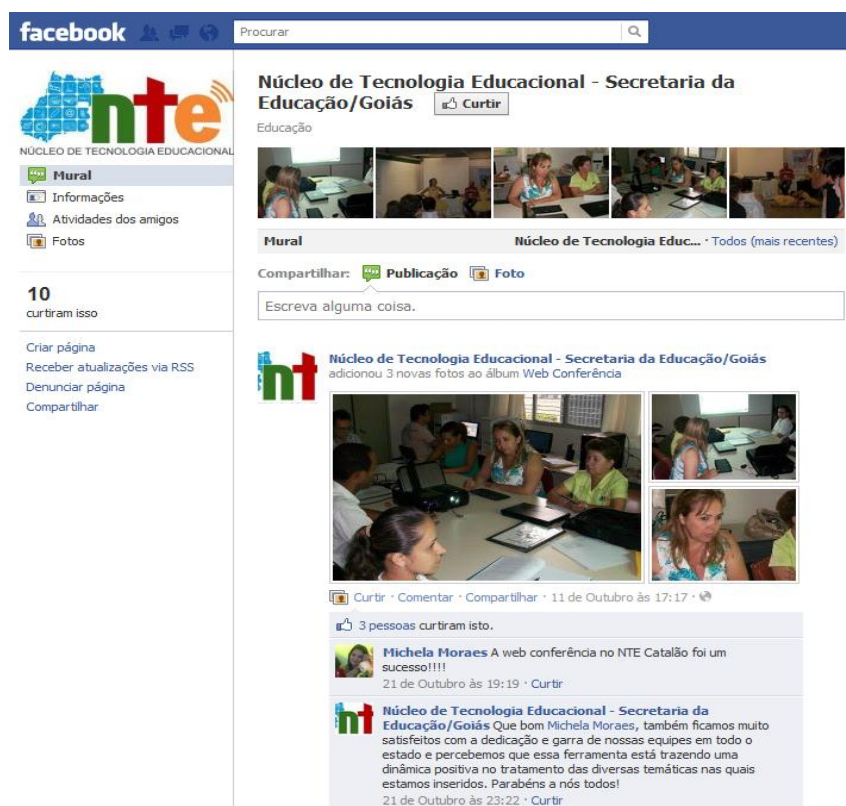 facebook
Procurar
nte
NÚCLEO DE TECNOLOGIA EDUCACIONAL
Mural
Informações
Atividades dos amigos
Fotos
10
curtiram isso
Criar página
Receber atualizações via RSS
Denunciar página
Compartilhar
Núcleo de Tecnologia Educacional - Secretaria da
Educação/Goiás Curtir
Educação
Mural Núcleo de Tecnologia Educ... · Todos (mais recentes)
Compartilhar: Publicação Foto
Escreva alguma coisa.
nt
Núcleo de Tecnologia Educacional - Secretaria da Educação/Goiás
adicionou 3 novas fotos ao álbum Web Conferência
Curtir · Comentar · Compartilhar · 11 de Outubro às 17:17 ·
3 pessoas curtiram isto.
Michela Moraes A web conferência no NTE Catalão foi um
sucesso!!!!
21 de Outubro às 19:19 · Curtir
nt
Núcleo de Tecnologia Educacional - Secretaria da
Educação/Goiás Que bom Michela Moraes, também ficamos muito
satisfeitos com a dedicação e garra de nossas equipes em todo o
estado e percebemos que essa ferramenta está trazendo uma
dinâmica positiva no tratamento das diversas temáticas nas quais
estamos inseridos. Parabéns a nós todos!
21 de Outubro às 23:22 · Curtir